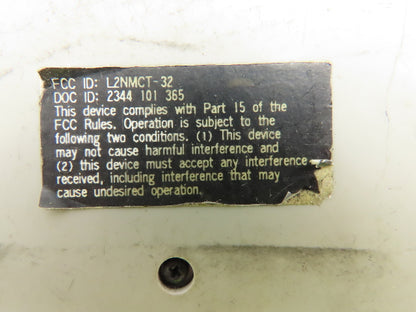 FCC ID: L2NMCT-32
DOC ID: 2344 101 365
This device complies with Part 15 of the
FCC Rules. Operation is subject to the
following two conditions. (1) This device
may not cause harmful interference and
(2) this device must accept any interference
received, including interference that may
cause undesired operation.